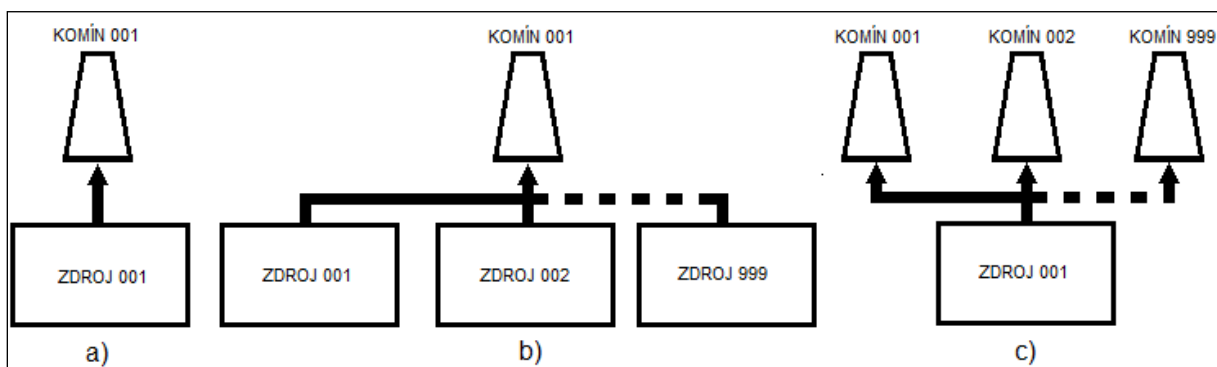 KOMÍN 001
ZDROJ 001
a)
KOMÍN 001
ZDROJ 001
ZDROJ 002
ZDROJ 999
b)
KOMÍN 001
KOMÍN 002
KOMÍN 999
ZDROJ 001
c)